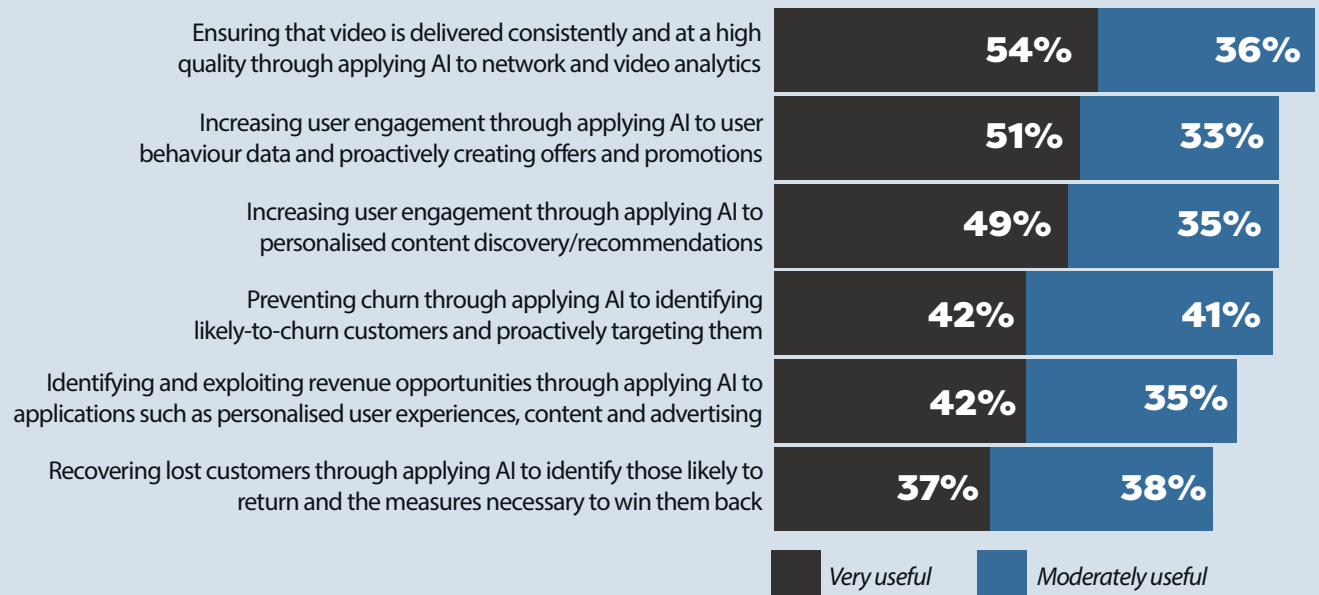 Ensuring that video is delivered consistently and at a high
quality through applying AI to network and video analytics
54% 36%
Increasing user engagement through applying AI to user
behaviour data and proactively creating offers and promotions
51% 33%
Increasing user engagement through applying AI to
personalised content discovery/recommendations
49% 35%
Preventing churn through applying AI to identifying
likely-to-churn customers and proactively targeting them
42% 41%
Identifying and exploiting revenue opportunities through applying AI to
applications such as personalised user experiences, content and advertising
42% 35%
Recovering lost customers through applying AI to identify those likely to
return and the measures necessary to win them back
37% 38%
Very useful Moderately useful